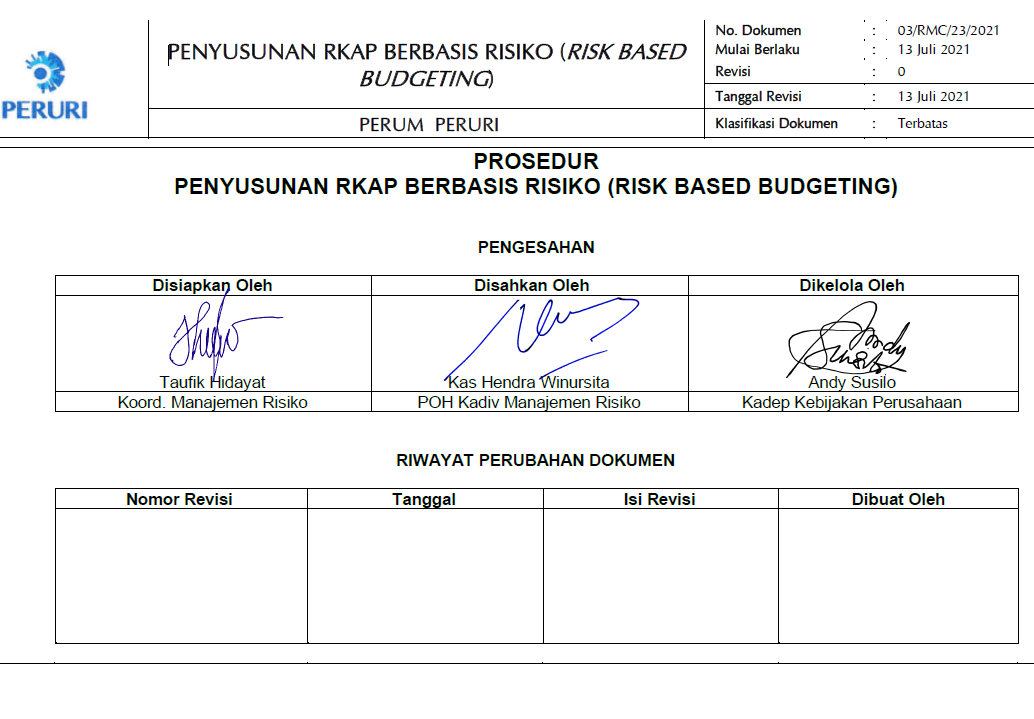 PERURI
PENYUSUNAN RKAP BERBASIS RISIKO (RISK BASED
BUDGETING)
PERUM PERURI
No. Dokumen : 03/RMC/23/2021
Mulai Berlaku : 13 Juli 2021
Revisi : 0
Tanggal Revisi : 13 Juli 2021
Klasifikasi Dokumen : Terbatas
PROSEDUR
PENYUSUNAN RKAP BERBASIS RISIKO (RISK BASED BUDGETING)
PENGESAHAN
Disiapkan Oleh Disahkan Oleh Dikelola Oleh
Taufik Hidayat Kas Hendra Winursita Andy Susilo
Koord. Manajemen Risiko POH Kadiv Manajemen Risiko Kadep Kebijakan Perusahaan
RIWAYAT PERUBAHAN DOKUMEN
Nomor Revisi Tanggal Isi Revisi Dibuat Oleh